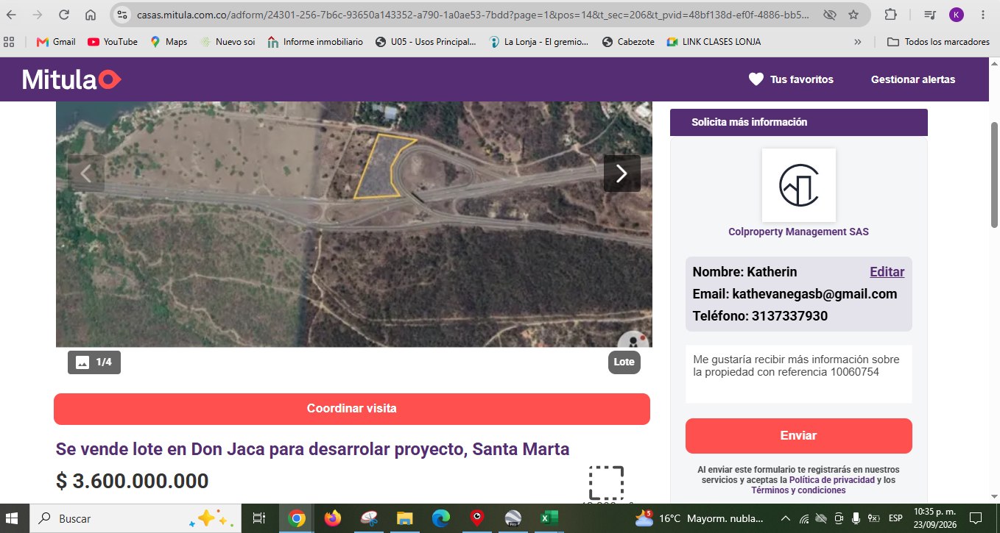 casas.mitula.com.co/adform/24301-256-7b6c-93650a143352-a790-1a0ae53-7bdd?page=1&pos=14&t_sec=206&t_pvid=48bf138d-ef0f-4886-bb5...
K
Gmail YouTube Maps Nuevo soi Informe inmobiliario U05 - Usos Principal... La Lonja - El gremio... Cabezote LINK CLASES LONJA » Todos los marcadores
Mitula
Tus favoritos Gestionar alertas
Solicita más información
Colproperty Management SAS
Nombre: Katherin Editar
Email: kathevanegasb@gmail.com
Teléfono: 3137337930
1/4 Lote
Me gustaría recibir más información sobre
la propiedad con referencia 10060754
Coordinar visita
Enviar
Se vende lote en Don Jaca para desarrolar proyecto, Santa Marta
$ 3.600.000.000
Al enviar este formulario te registrarás en nuestros
servicios y aceptas la Política de privacidad y los
Términos y condiciones
Buscar
5
16°C Mayorm. nubla...
ESP
10:35 p. m.
23/09/2026